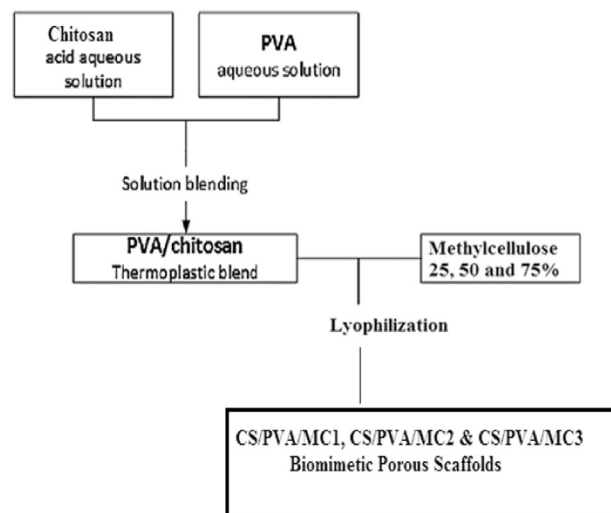 Chitosan
acid aqueous
solution
PVA
aqueous solution
Solution blending
PVA/chitosan
Thermoplastic blend
Methylcellulose
25, 50 and 75%
Lyophilization
CS/PVA/MC1, CS/PVA/MC2 & CS/PVA/MC3
Biomimetic Porous Scaffolds